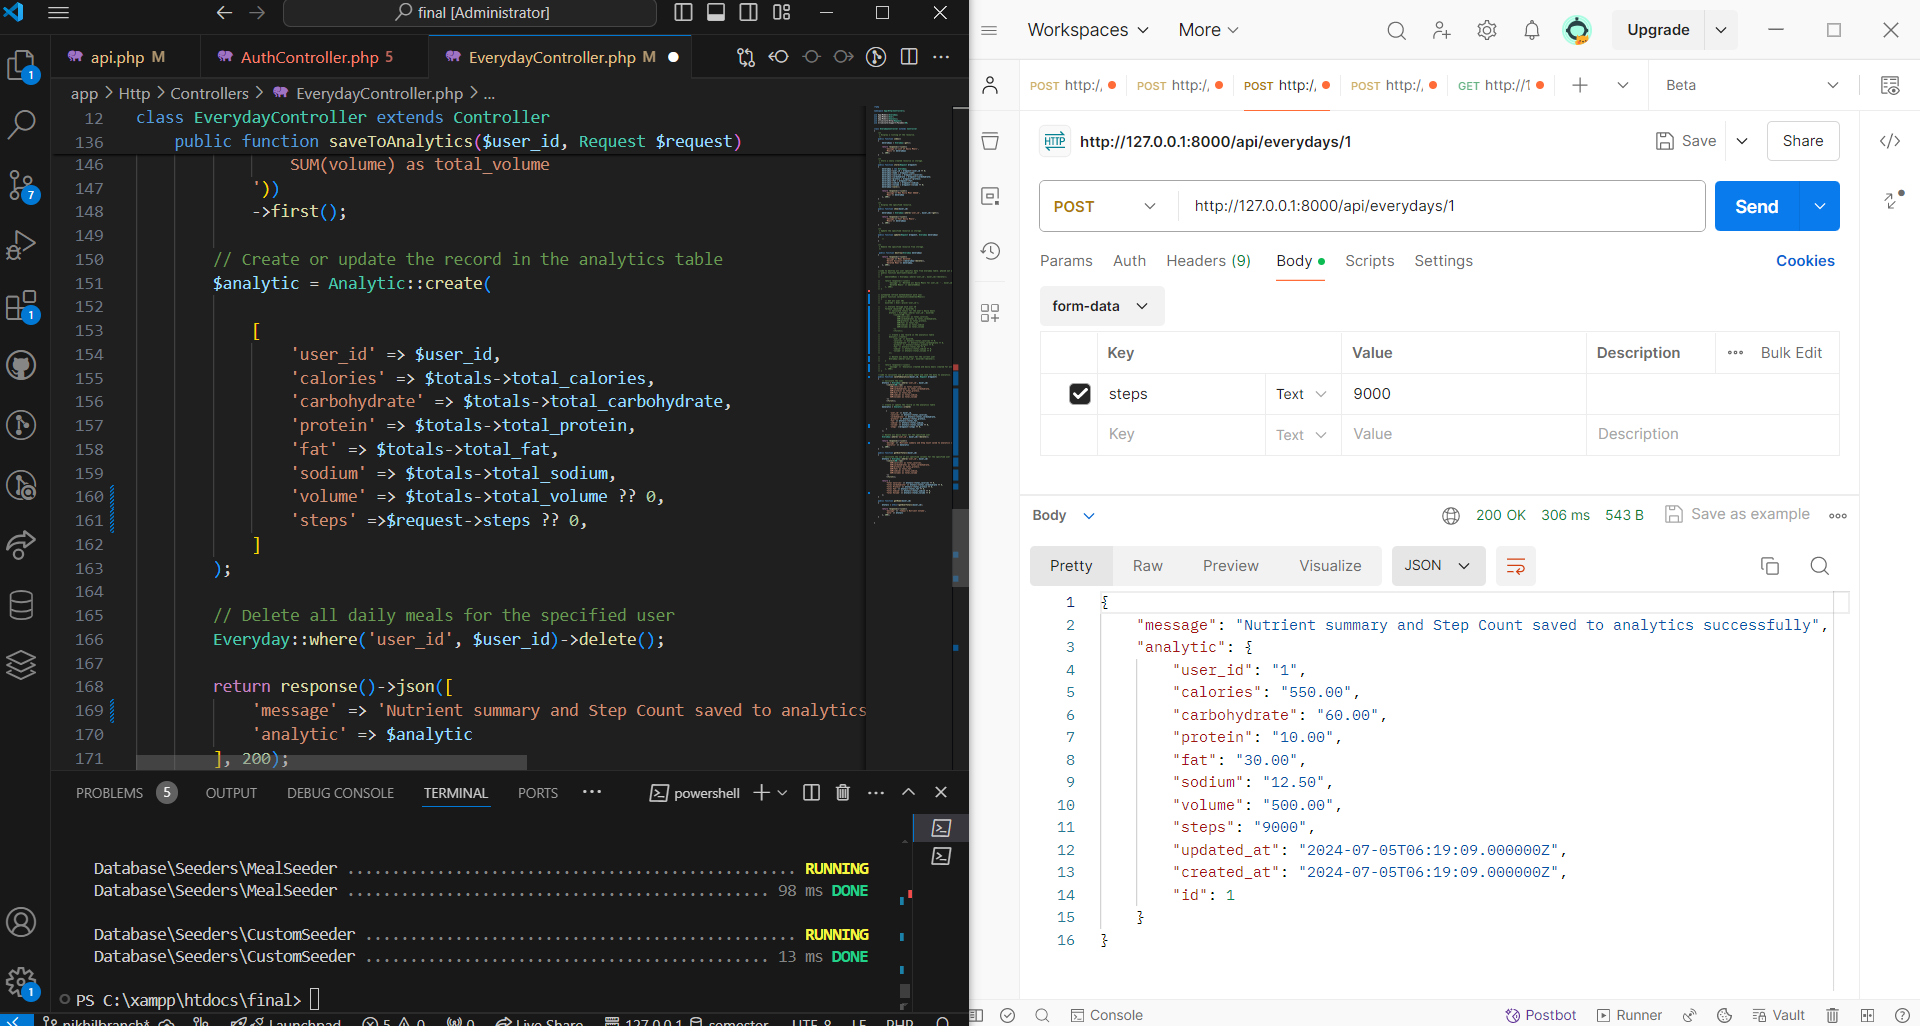 final [Administrator]
api.php M
AuthController.php 5
EverydayController.php M
app > Http > Controllers > EverydayController.php > ...
12 class EverydayController extends Controller
136 public function saveToAnalytics($user_id, Request $request)
146 SUM(volume) as total_volume
147 '))
148 ->first();
149
150 // Create or update the record in the analytics table
151 $analytic = Analytic::create(
152
153 [
154 'user_id' => $user_id,
155 'calories' => $totals->total_calories,
156 'carbohydrate' => $totals->total_carbohydrate,
157 'protein' => $totals->total_protein,
158 'fat' => $totals->total_fat,
159 'sodium' => $totals->total_sodium,
160 'volume' => $totals->total_volume ?? 0,
161 'steps' =>$request->steps ?? 0,
162 ]
163 );
164
165 // Delete all daily meals for the specified user
166 Everyday::where('user_id', $user_id)->delete();
167
168 return response()->json([
169 'message' => 'Nutrient summary and Step Count saved to analytics
170 'analytic' => $analytic
171 ], 200);
PROBLEMS 5 OUTPUT DEBUG CONSOLE TERMINAL PORTS ... powershell
Database\Seeders\MealSeeder ............................................... RUNNING
Database\Seeders\MealSeeder ............................................ 98 ms DONE
Database\Seeders\CustomSeeder ............................................. RUNNING
Database\Seeders\CustomSeeder .......................................... 13 ms DONE
PS C:\xampp\htdocs\final>
nikhilbranch* Launchpad 5 0 0 Live Share 127.0.0.1 semester UTF-8 LF PHP
1
7
1
1
Workspaces More Upgrade
POST http:/, POST http:/, POST http:/, POST http:/, GET http://1 Beta
HTTP http://127.0.0.1:8000/api/everydays/1 Save Share
POST http://127.0.0.1:8000/api/everydays/1 Send
Params Auth Headers (9) Body Scripts Settings Cookies
form-data
Key Value Description ... Bulk Edit
steps Text 9000
Key Text Value Description
Body 200 OK 306 ms 543 B Save as example
Pretty Raw Preview Visualize JSON
1 {
2 "message": "Nutrient summary and Step Count saved to analytics successfully",
3 "analytic": {
4 "user_id": "1",
5 "calories": "550.00",
6 "carbohydrate": "60.00",
7 "protein": "10.00",
8 "fat": "30.00",
9 "sodium": "12.50",
10 "volume": "500.00",
11 "steps": "9000",
12 "updated_at": "2024-07-05T06:19:09.000000Z",
13 "created_at": "2024-07-05T06:19:09.000000Z",
14 "id": 1
15 }
16 }
Console Postbot Runner Vault